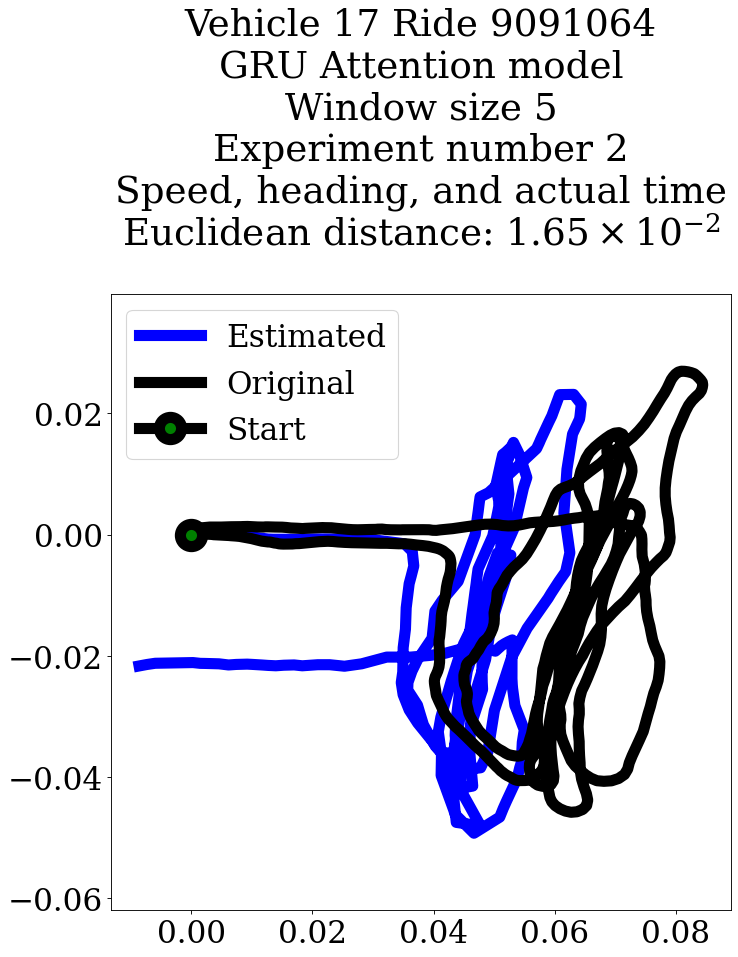 Vehicle 17 Ride 9091064
GRU Attention model
Window size 5
Experiment number 2
Speed, heading, and actual time
Euclidean distance: 1.65 × 10⁻²
Estimated
Original
Start
0.02
0.00
−0.02
−0.04
−0.06
0.00 0.02 0.04 0.06 0.08